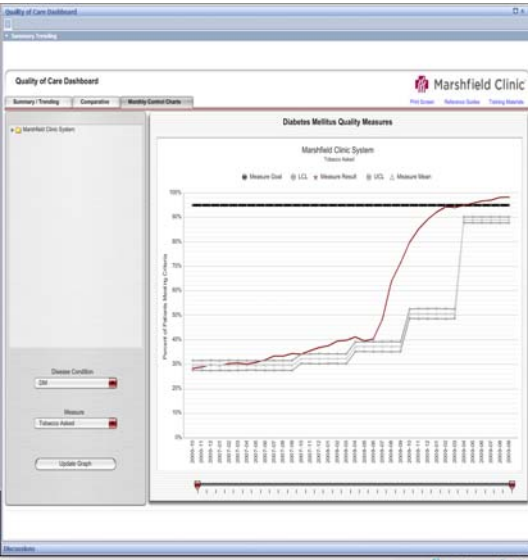 Quality of Care Dashboard
Summary Trending
Quality of Care Dashboard
Marshfield Clinic
Summary / Trending
Comparative
Monthly Control Charts
Print Screen
Reference Guides
Training Materials
Marshfield Clinic System
Diabetes Mellitus Quality Measures
Marshfield Clinic System
Tobacco Asked
Measure Goal
LCL
Measure Result
UCL
Measure Mean
Percent of Patients Meeting Criteria
100%
90%
80%
70%
60%
50%
40%
30%
20%
10%
0%
Disease Condition
DM
Measure
Tobacco Asked
Update Graph
Discussions